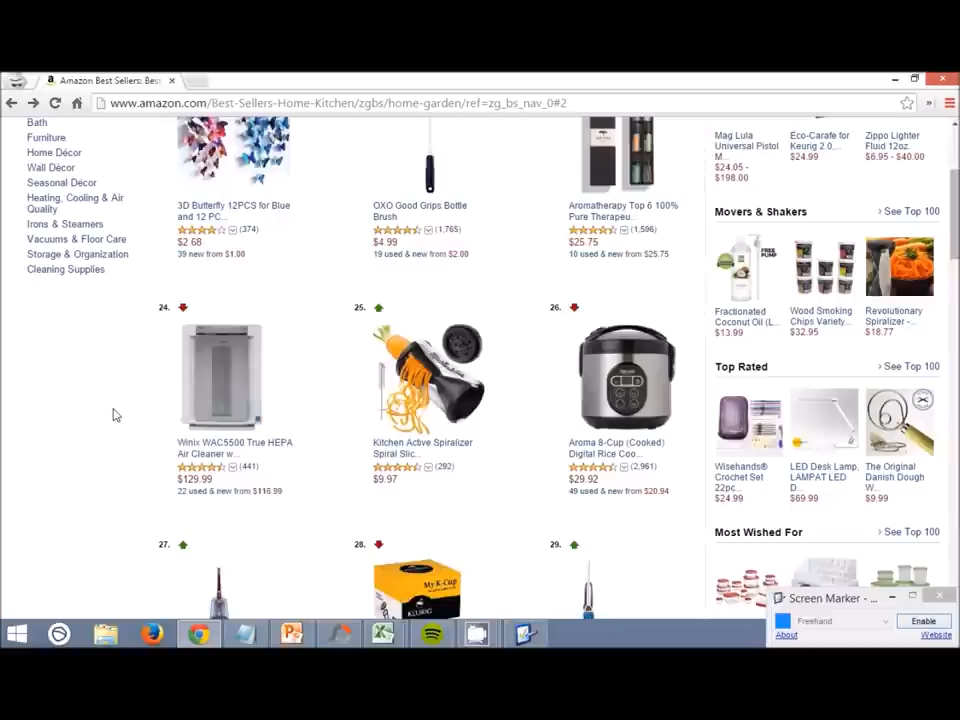 Amazon Best Sellers: Bes
www.amazon.com/Best-Sellers-Home-Kitchen/zgbs/home-garden/ref=zg_bs_nav_0#2
Bath
Furniture
Home Décor
Wall Décor
Seasonal Décor
Heating, Cooling & Air
Quality
Irons & Steamers
Vacuums & Floor Care
Storage & Organization
Cleaning Supplies
3D Butterfly 12PCS for Blue
and 12 PC...
(374)
$2.68
39 new from $1.00
OXO Good Grips Bottle
Brush
(1,765)
$4.99
19 used & new from $2.00
Aromatherapy Top 6 100%
Pure Therapeu..
(1,596)
$25.75
10 used & new from $25.75
24.
Winix WAC5500 True HEPA
Air Cleaner w...
(441)
$129.99
22 used & new from $116.99
25.
Kitchen Active Spiralizer
Spiral Slic...
(292)
$9.97
26.
Aroma 8-Cup (Cooked)
Digital Rice Coo...
(2,961)
$29.92
49 used & new from $20.94
27.
28.
My K-Cup
KEURIG
29.
Mag Lula
Universal Pistol
M...
$24.05 -
$198.00
Eco-Carafe for
Keurig 2.0,...
$24.99
Zippo Lighter
Fluid 12oz.
$6.95 - $40.00
Movers & Shakers
› See Top 100
FREE
PUMP
Fractionated
Coconut Oil (L...
$13.99
Wood Smoking
Chips Variety...
$32.95
Revolutionary
Spiralizer -...
$18.77
Top Rated
› See Top 100
Wisehands®
Crochet Set
22pc...
$24.99
LED Desk Lamp,
LAMPAT LED
D...
$69.99
The Original
Danish Dough
W...
$9.99
Most Wished For
› See Top 100
Screen Marker - ...
Freehand
Enable
About
Website